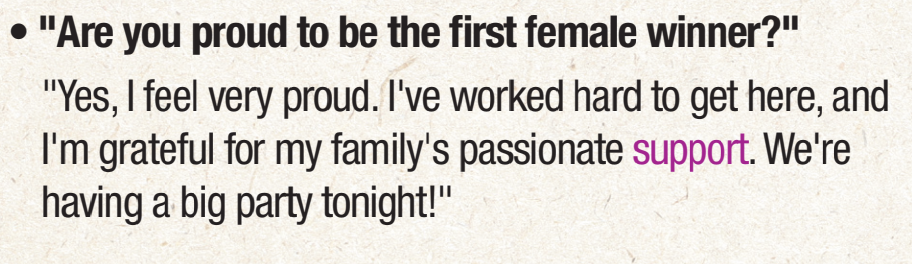 • "Are you proud to be the first female winner?"
"Yes, I feel very proud. I've worked hard to get here, and
I'm grateful for my family's passionate support. We're
having a big party tonight!"